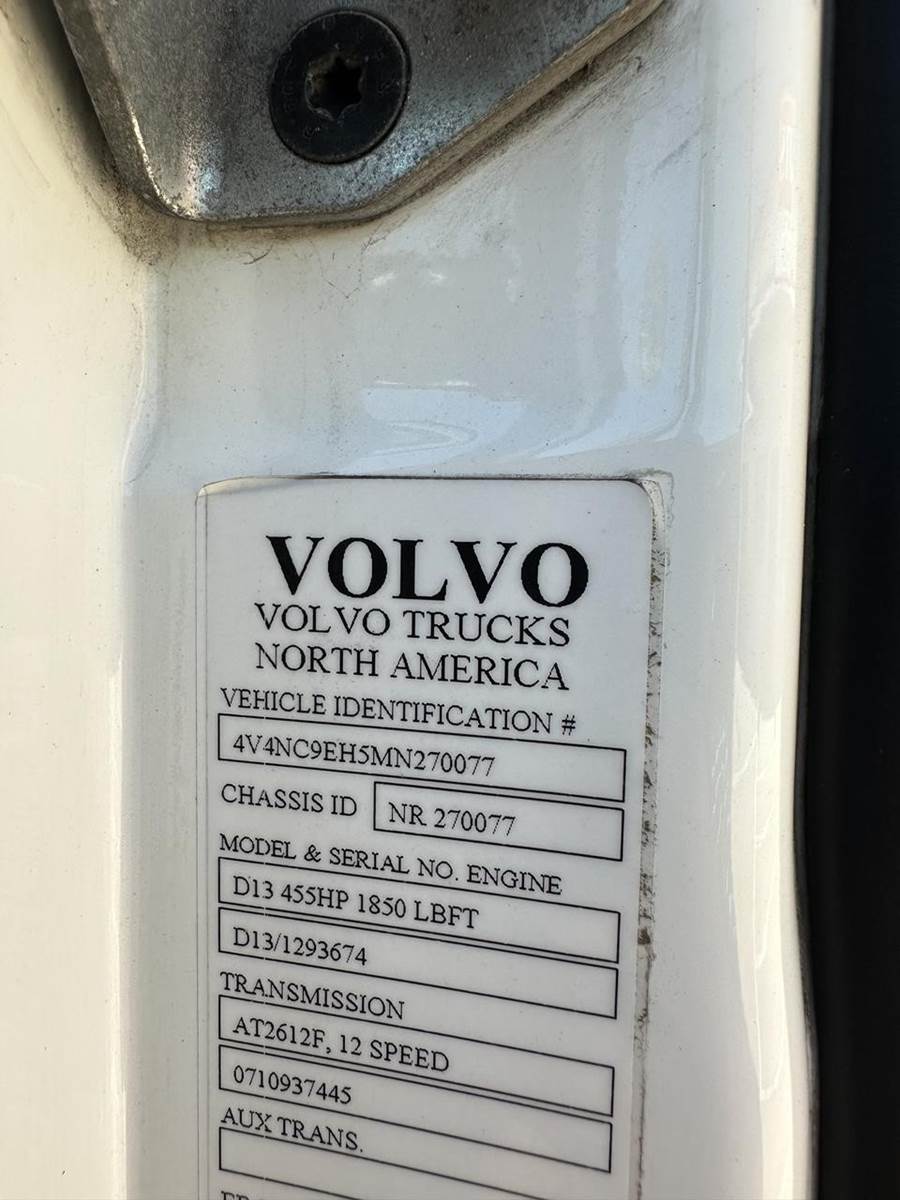 VOLVO
VOLVO TRUCKS
NORTH AMERICA
VEHICLE IDENTIFICATION #
4V4NC9EH5MN270077
CHASSIS ID NR 270077
MODEL & SERIAL NO. ENGINE
D13 455HP 1850 LBFT
D13/1293674
TRANSMISSION
AT2612F, 12 SPEED
0710937445
AUX TRANS.